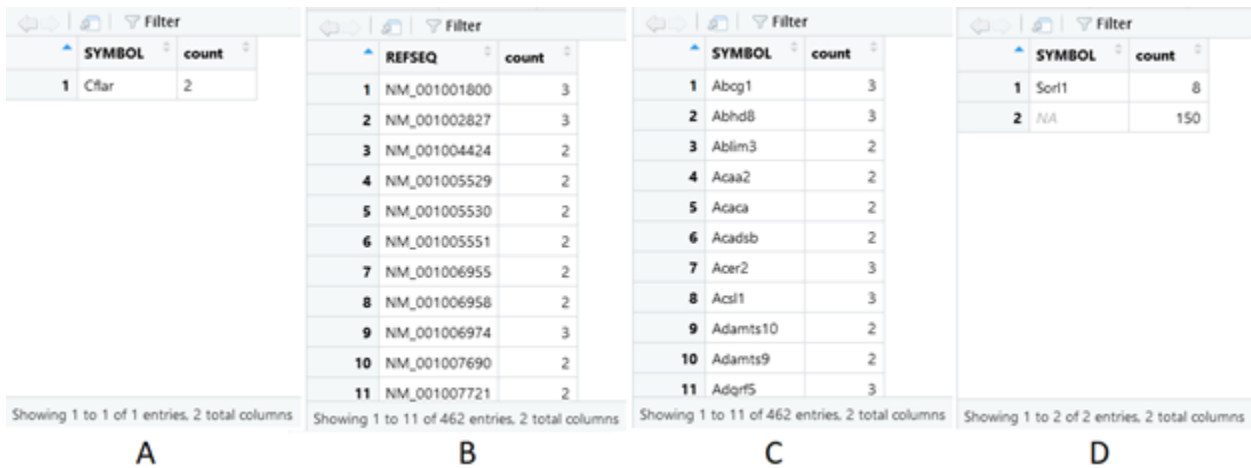 Filter
SYMBOL count
1 Cflar 2
Showing 1 to 1 of 1 entries, 2 total columns
A
Filter
REFSEQ count
1 NM_001001800 3
2 NM_001002827 3
3 NM_001004424 2
4 NM_001005529 2
5 NM_001005530 2
6 NM_001005551 2
7 NM_001006955 2
8 NM_001006958 2
9 NM_001006974 3
10 NM_001007690 2
11 NM_001007721 2
Showing 1 to 11 of 462 entries, 2 total columns
B
Filter
SYMBOL count
1 Abcg1 3
2 Abhd8 3
3 Ablim3 2
4 Acaa2 2
5 Acaca 2
6 Acadsb 2
7 Acer2 3
8 Acsl1 3
9 Adamts10 2
10 Adamts9 2
11 Adgrf5 3
Showing 1 to 11 of 462 entries, 2 total columns
C
Filter
SYMBOL count
1 Sorl1 8
2 NA 150
Showing 1 to 2 of 2 entries, 2 total columns
D